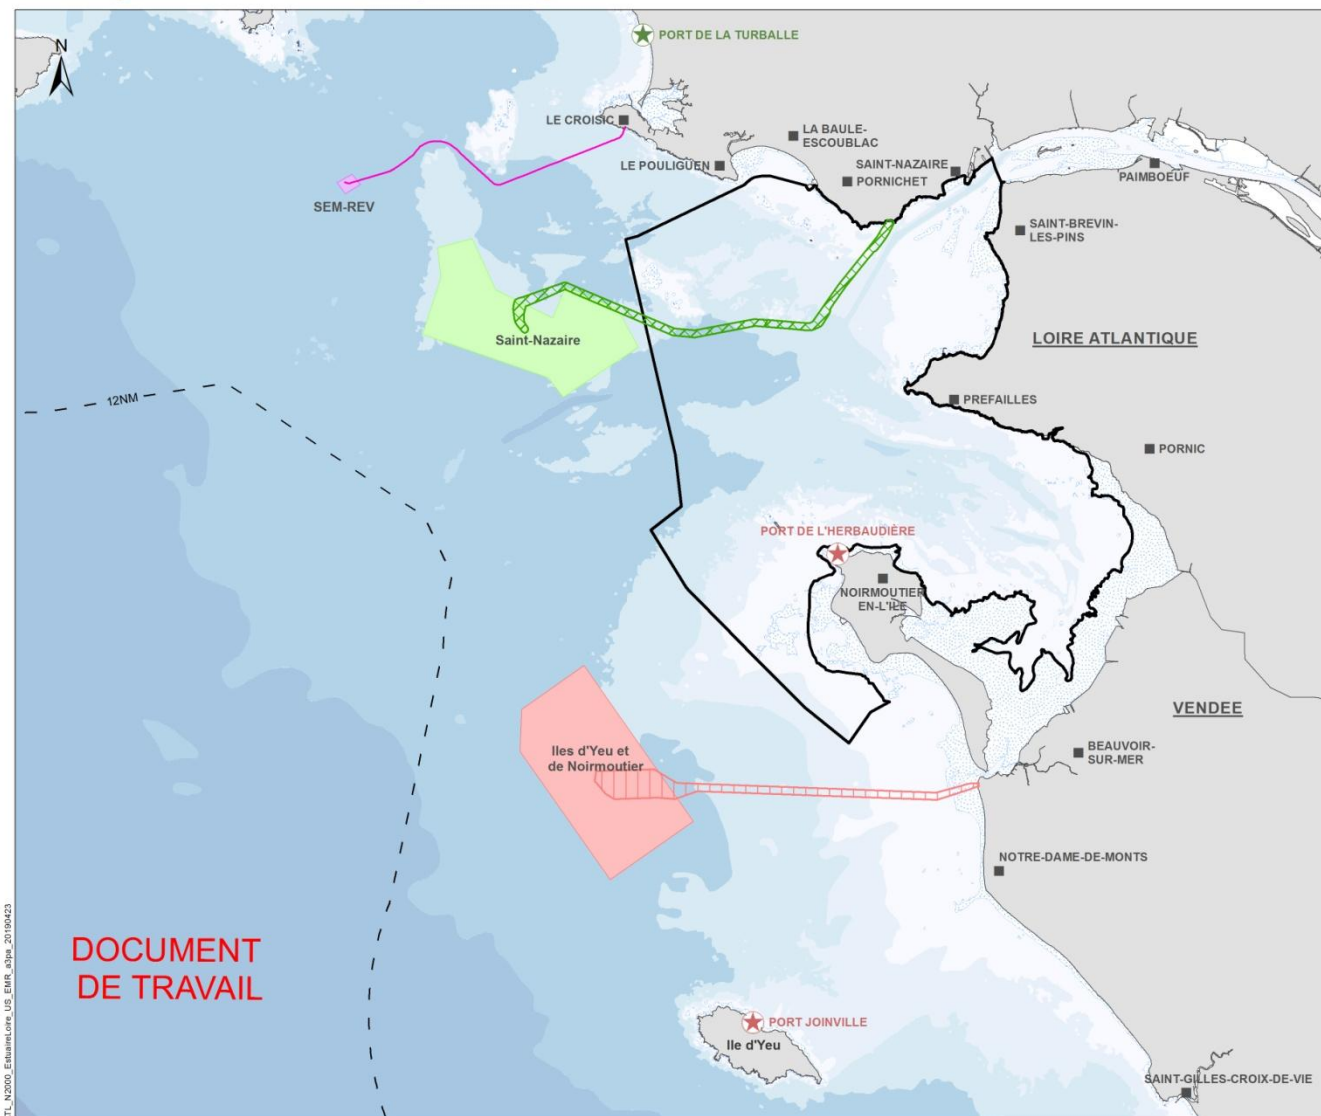 N
PORT DE LA TURBALLE
LE CROISIC
LA BAULE-
ESCOUBLAC
LE POULIGUEN
SAINT-NAZAIRE
PORNICHET
PAIMBOEUF
SEM-REV
SAINT-BREVIN-
LES-PINS
Saint-Nazaire
LOIRE ATLANTIQUE
12NM
PREFAILLES
PORNIC
PORT DE L'HERBAUDIÈRE
NOIRMOUTIER
EN-L'ILE
VENDEE
Iles d'Yeu et
de Noirmoutier
BEAUVOIR-
SUR-MER
NOTRE-DAME-DE-MONTS
DOCUMENT
DE TRAVAIL
PORT JOINVILLE
Ile d'Yeu
SAINT-GILLES-CROIX-DE-VIE
TL_N2000_EstuaireLoire_US_EMR_a3pa_20190423